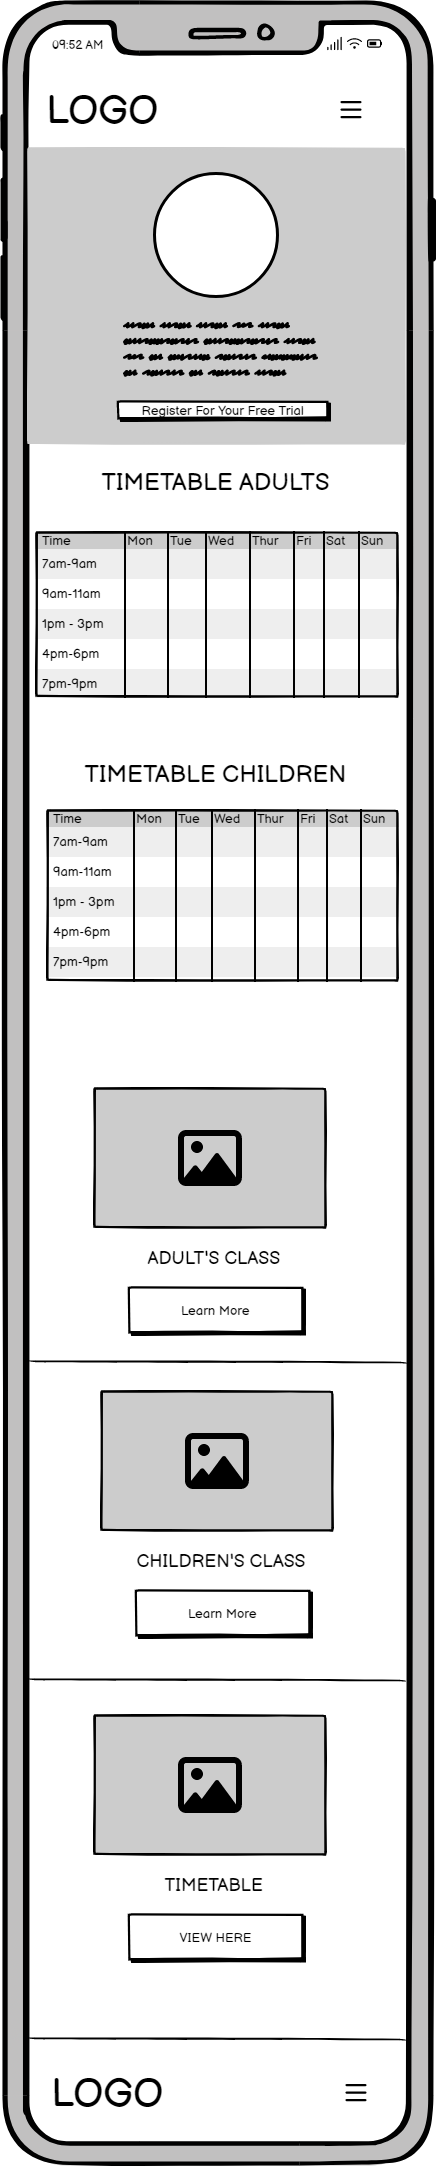 09:52 AM
LOGO
Register For Your Free Trial
TIMETABLE ADULTS
Time Mon Tue Wed Thur Fri Sat Sun
7am-9am
9am-11am
1pm - 3pm
4pm-6pm
7pm-9pm
TIMETABLE CHILDREN
Time Mon Tue Wed Thur Fri Sat Sun
7am-9am
9am-11am
1pm - 3pm
4pm-6pm
7pm-9pm
ADULT'S CLASS
Learn More
CHILDREN'S CLASS
Learn More
TIMETABLE
VIEW HERE
LOGO